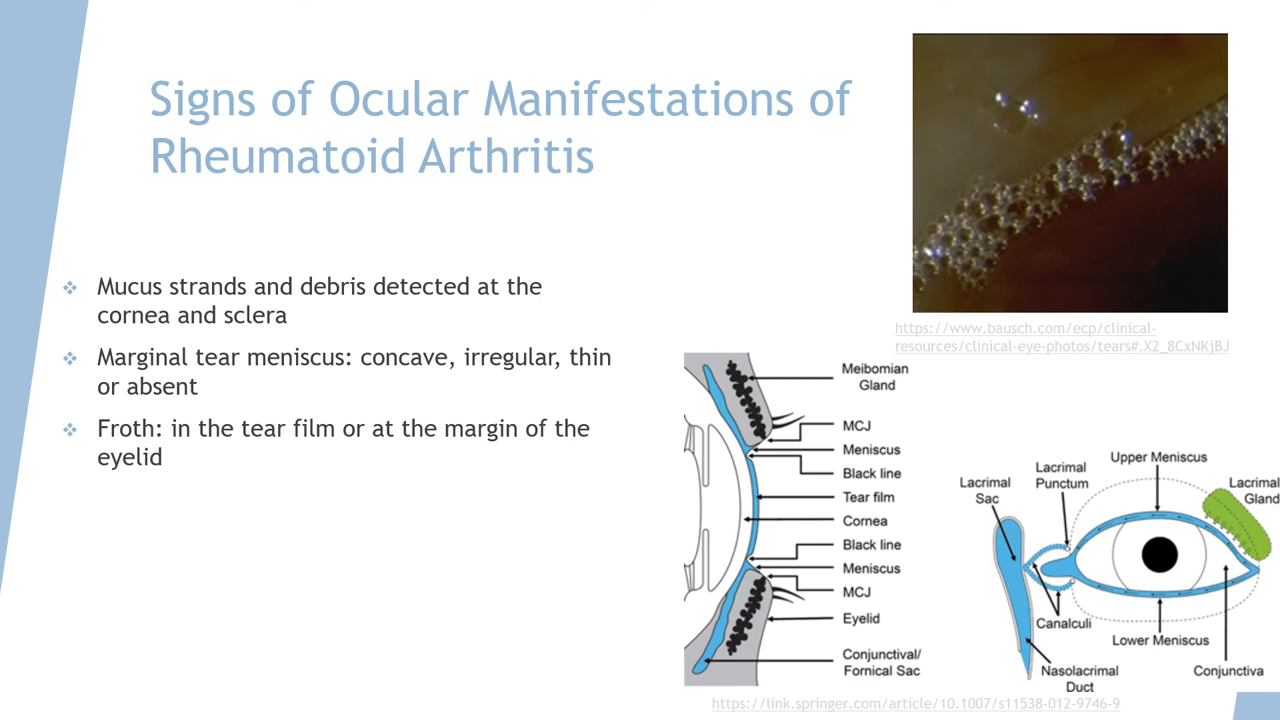 Signs of Ocular Manifestations of
Rheumatoid Arthritis
❖ Mucus strands and debris detected at the
cornea and sclera
❖ Marginal tear meniscus: concave, irregular, thin
or absent
❖ Froth: in the tear film or at the margin of the
eyelid
https://www.bausch.com/ecp/clinical-
resources/clinical-eye-photos/tears#.X2_8CxNKjBJ
Meibomian
Gland
MCJ
Meniscus
Black line
Tear film
Cornea
Black line
Meniscus
MCJ
Eyelid
Conjunctival/
Fornical Sac
Upper Meniscus
Lacrimal
Punctum
Lacrimal
Sac
Lacrimal
Gland
Canalculi
Lower Meniscus
Nasolacrimal
Duct
Conjunctiva
https://link.springer.com/article/10.1007/s11538-012-9746-9